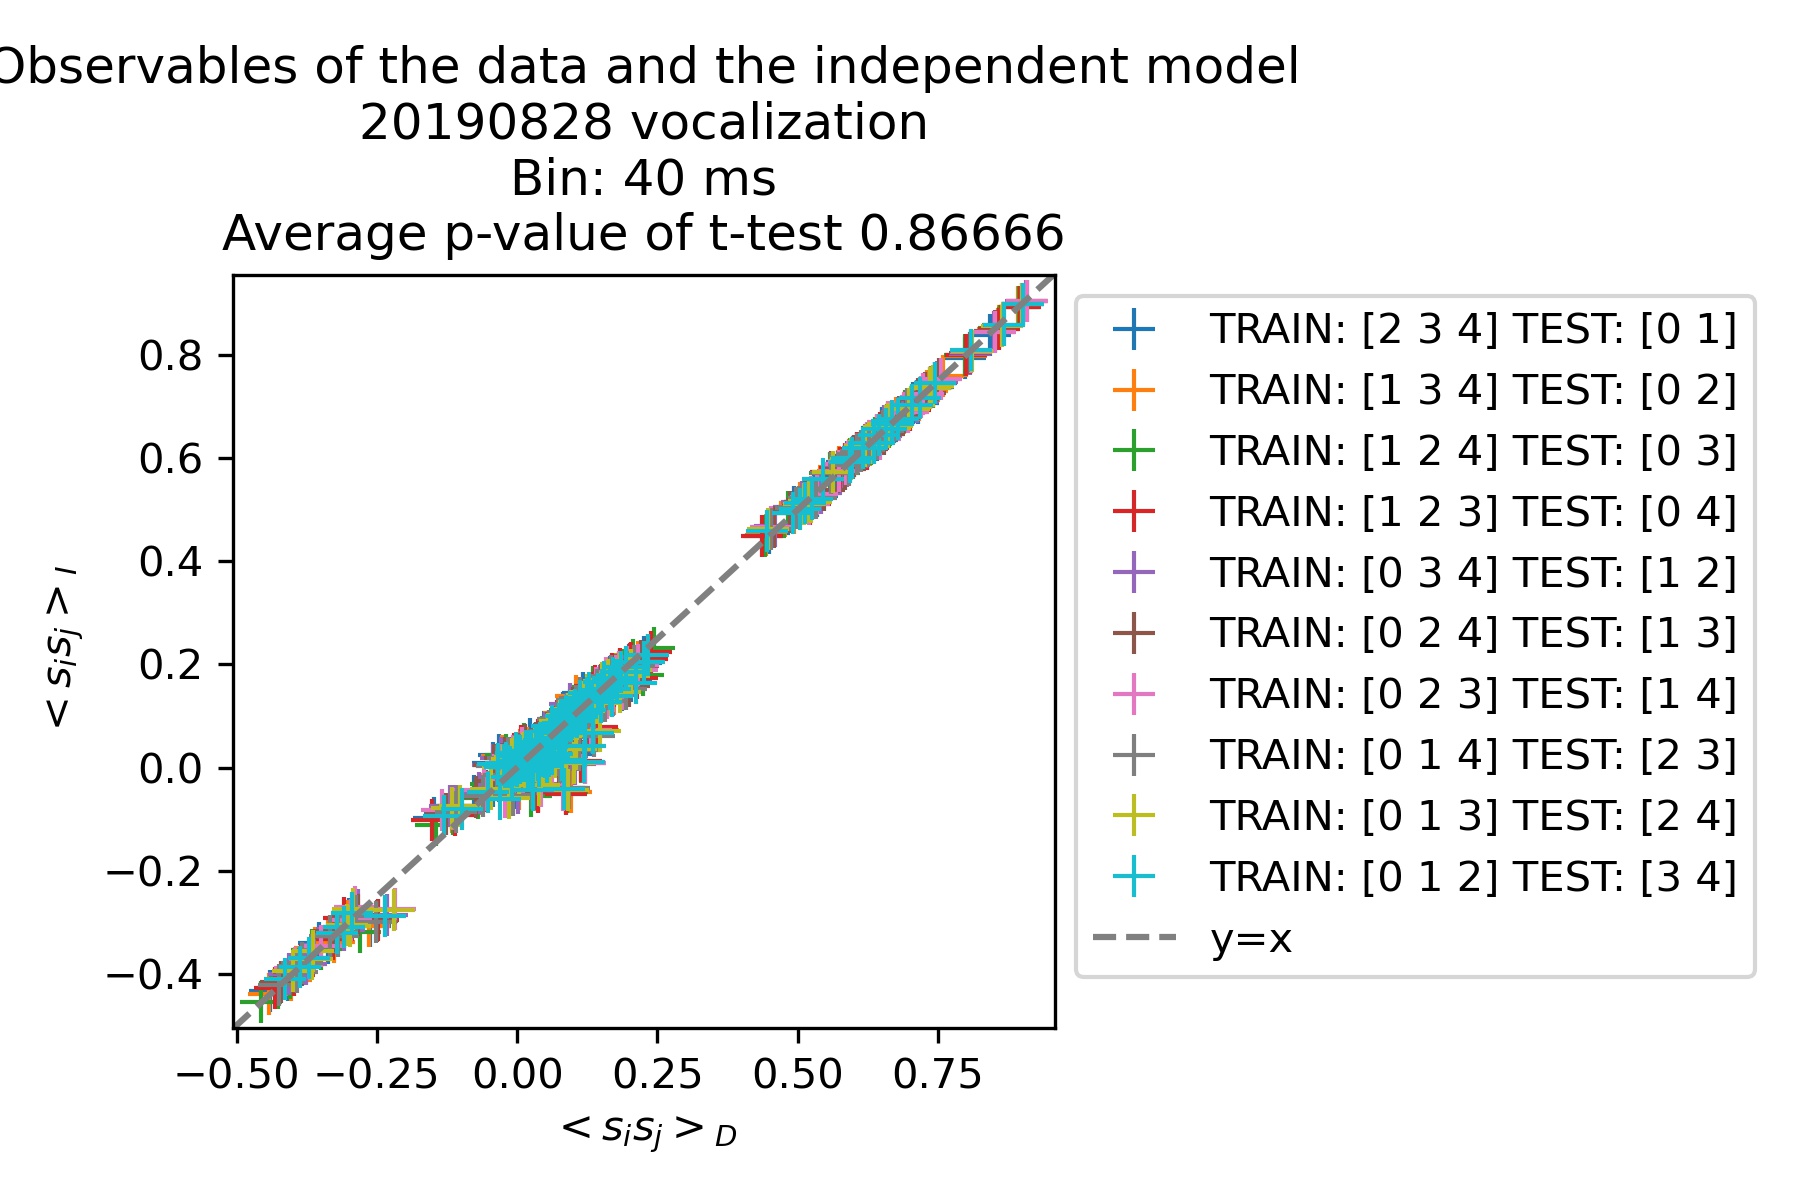 Observables of the data and the independent model
20190828 vocalization
Bin: 40 ms
Average p-value of t-test 0.86666
0.8
0.6
0.4
0.2
0.0
−0.2
−0.4
< s_i s_j >_I
−0.50 −0.25 0.00 0.25 0.50 0.75
< s_i s_j >_D
TRAIN: [2 3 4] TEST: [0 1]
TRAIN: [1 3 4] TEST: [0 2]
TRAIN: [1 2 4] TEST: [0 3]
TRAIN: [1 2 3] TEST: [0 4]
TRAIN: [0 3 4] TEST: [1 2]
TRAIN: [0 2 4] TEST: [1 3]
TRAIN: [0 2 3] TEST: [1 4]
TRAIN: [0 1 4] TEST: [2 3]
TRAIN: [0 1 3] TEST: [2 4]
TRAIN: [0 1 2] TEST: [3 4]
y=x